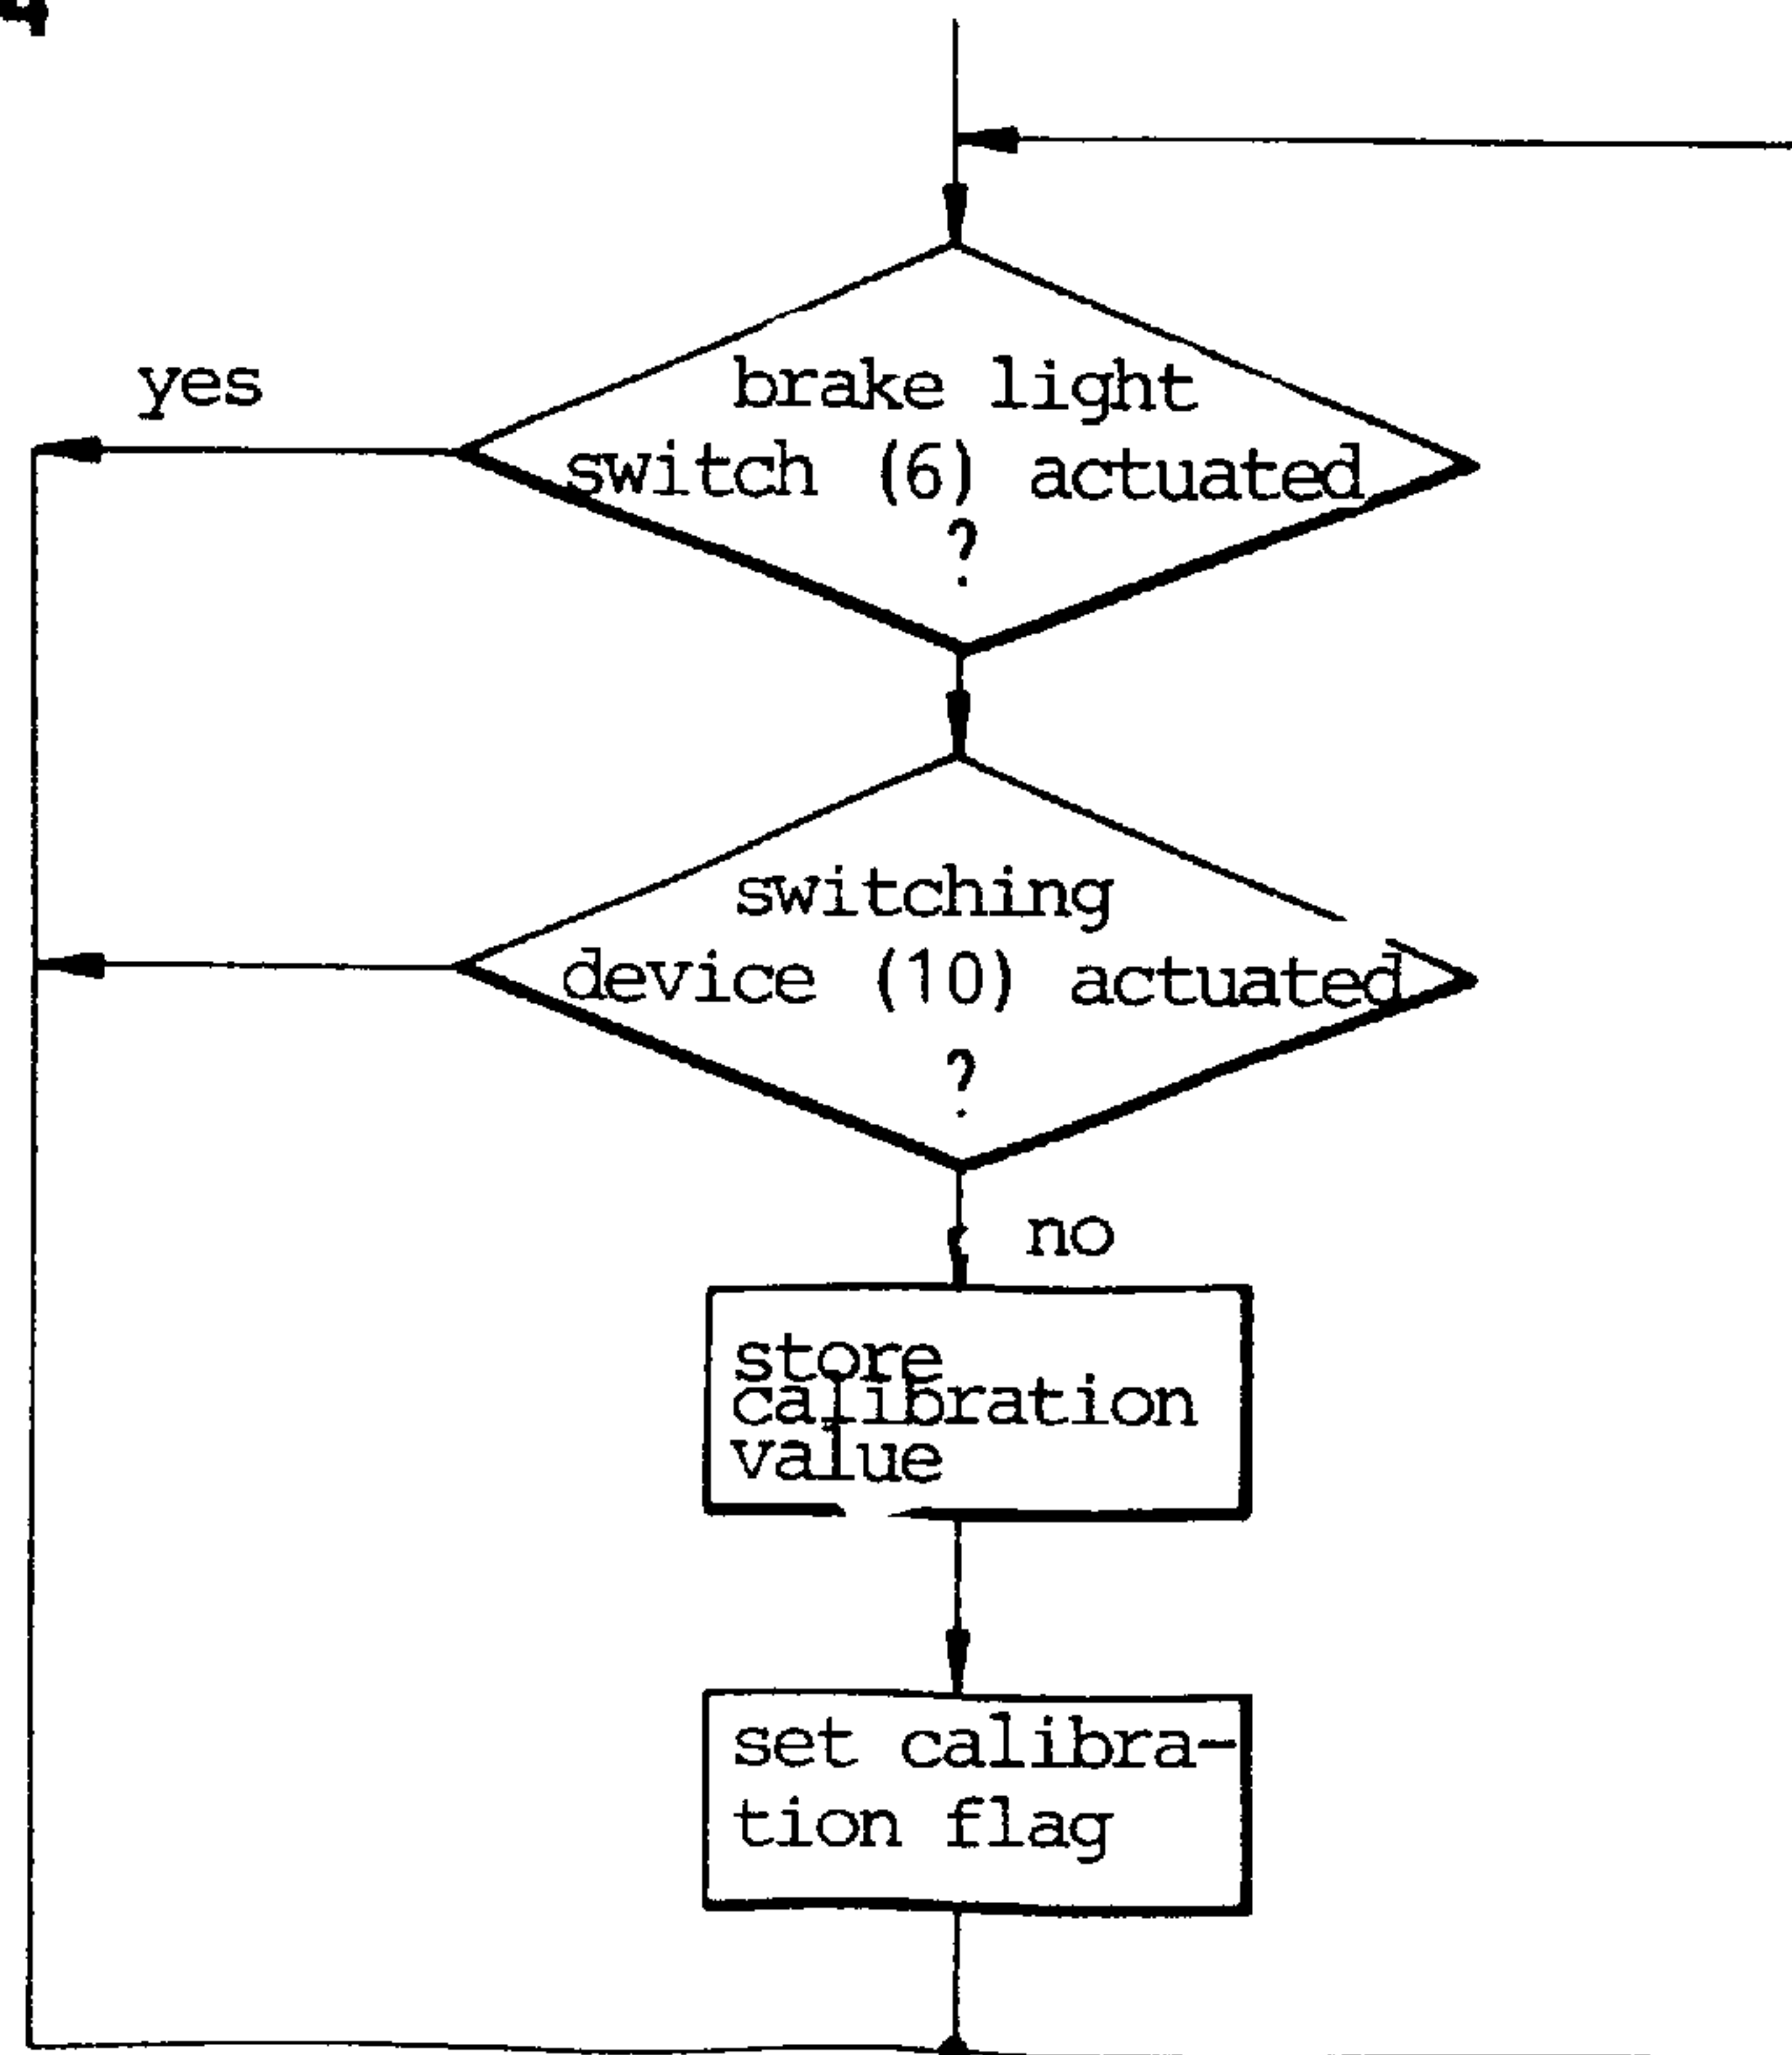 brake light
yes
switch (6) actuated
?
switching
device (10) actuated
?
no
store
calibration
value
set calibra-
tion flag